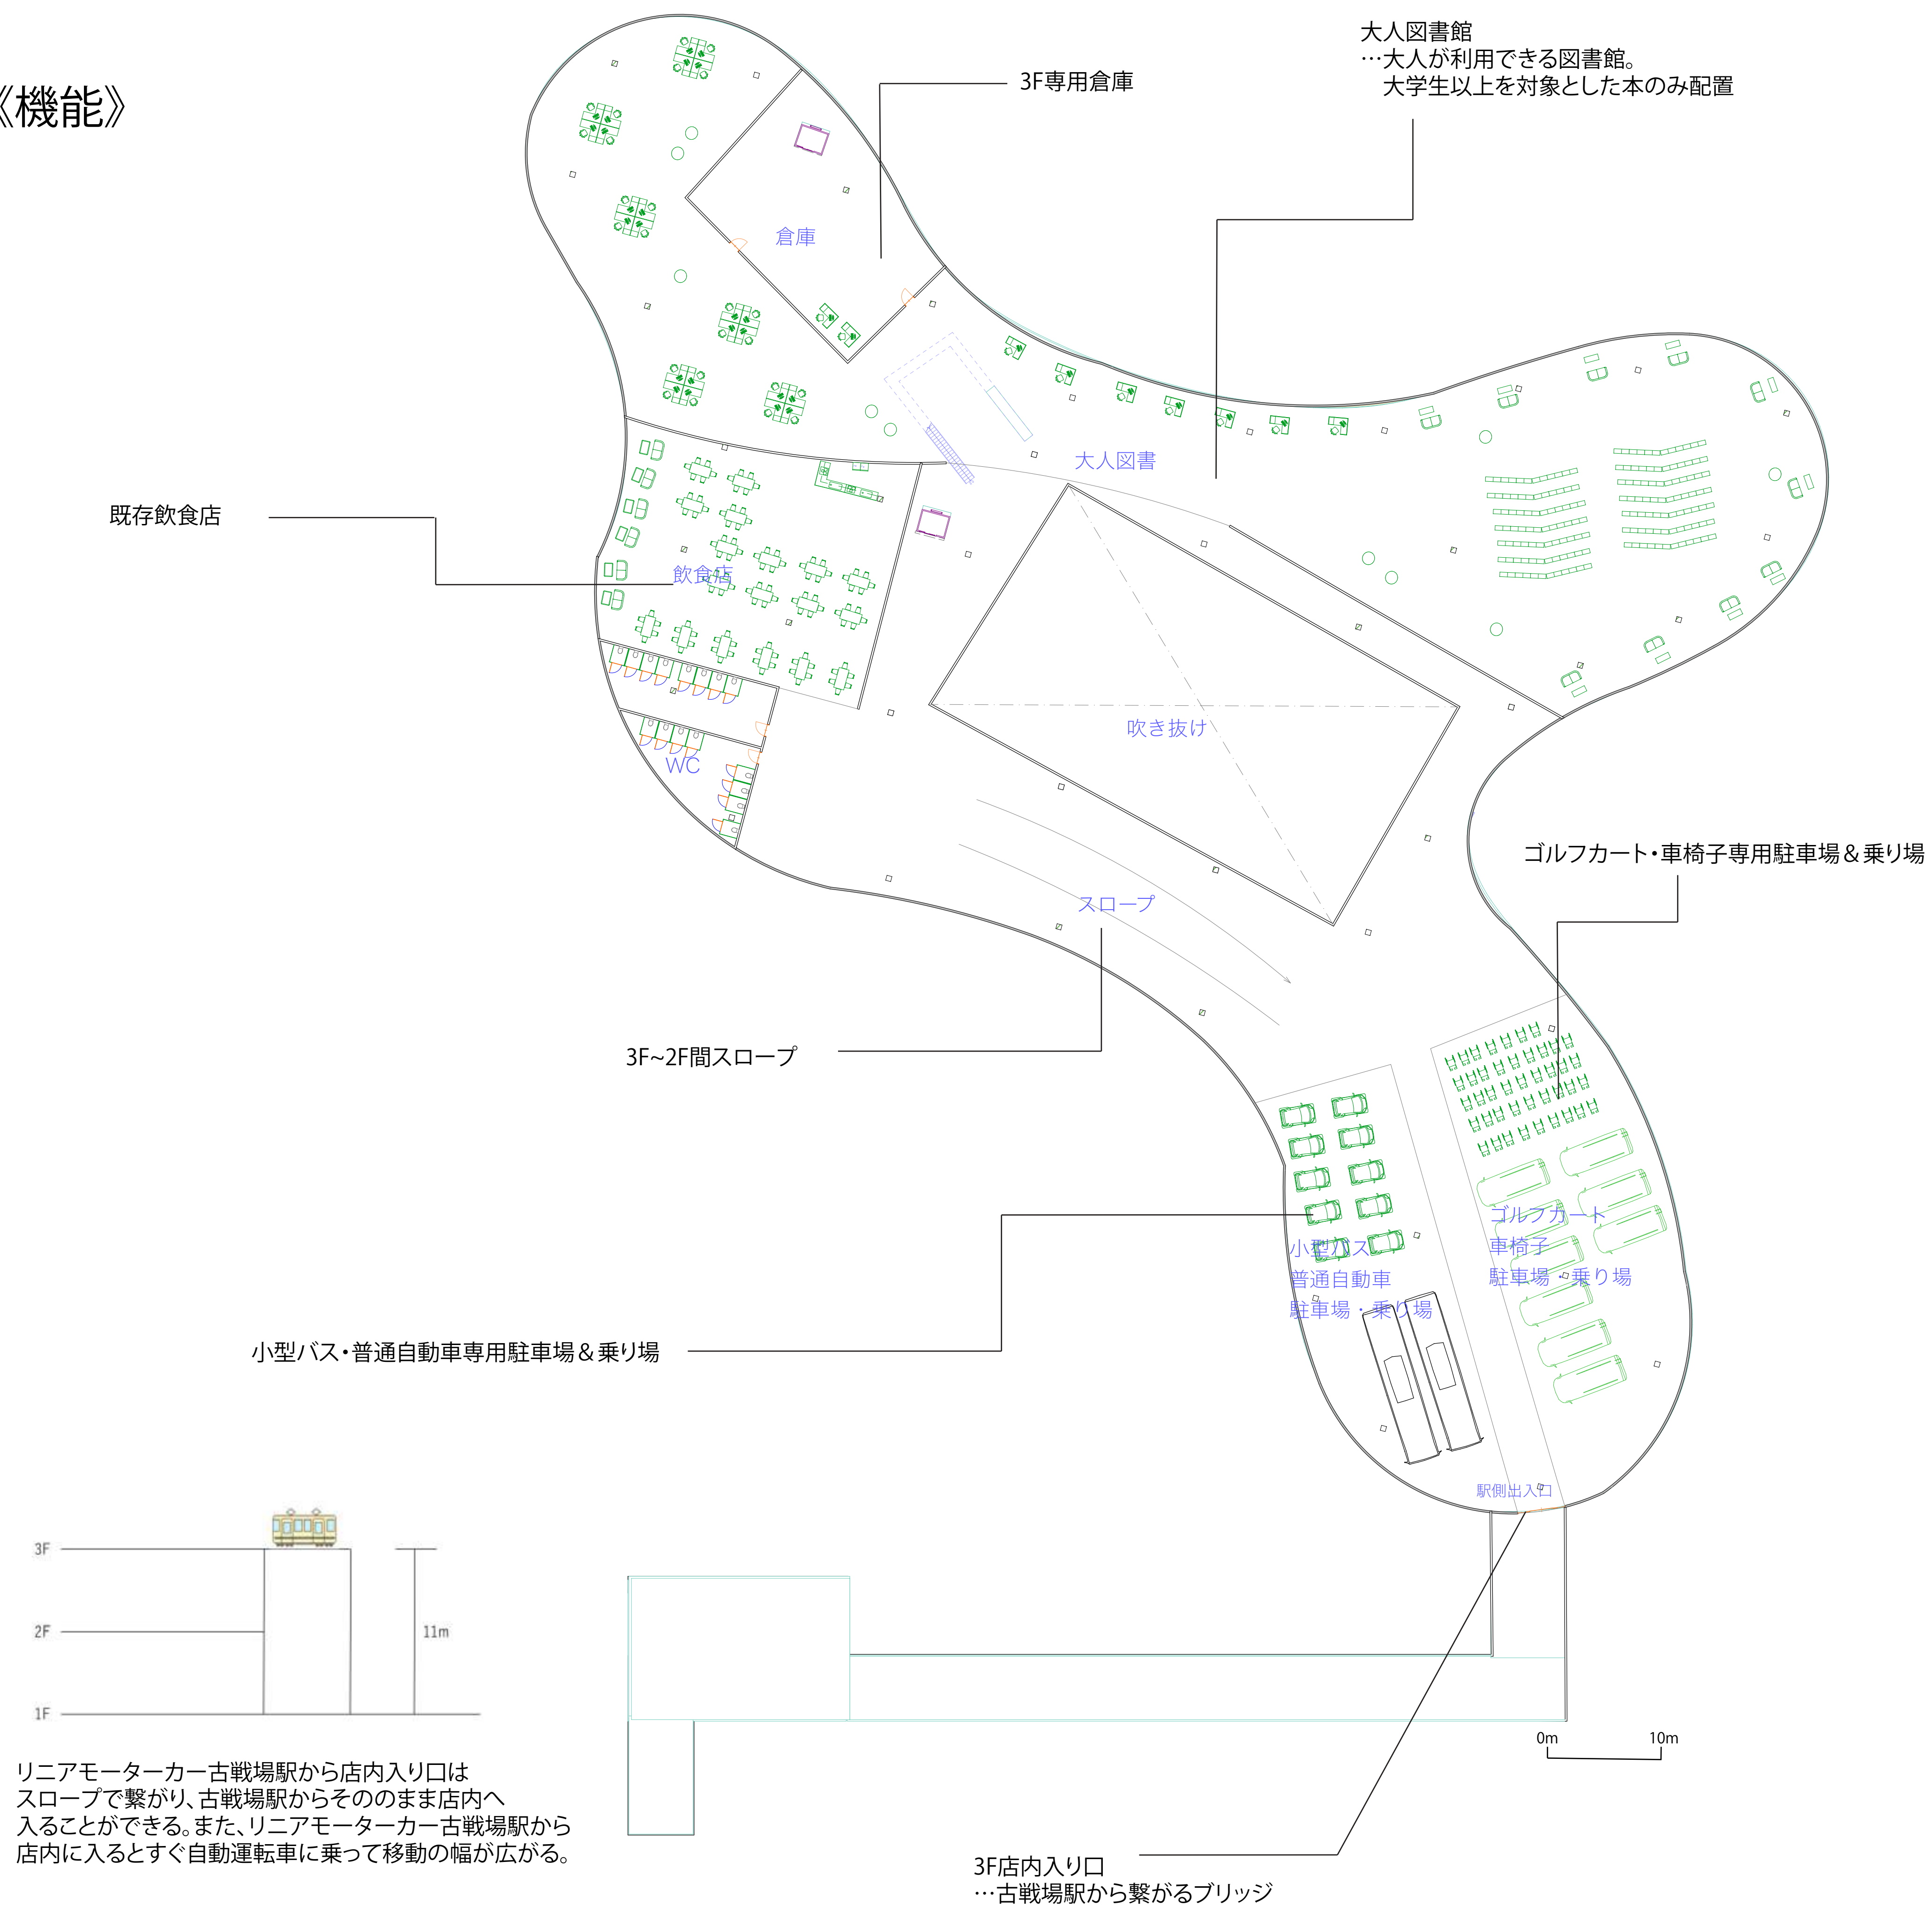 《機能》
3F専用倉庫
大人図書館
…大人が利用できる図書館。
大学生以上を対象とした本のみ配置
倉庫
大人図書
既存飲食店
飲食店
吹き抜け
WC
ゴルフカート・車椅子専用駐車場&乗り場
スロープ
3F~2F間スロープ
ゴルフカート
車椅子
駐車場・乗り場
小型バス
普通自動車
駐車場・乗り場
小型バス・普通自動車専用駐車場&乗り場
駅側出入口
3F
2F
11m
1F
0m 10m
リニアモーターカー古戦場駅から店内入り口は
スロープで繋がり、古戦場駅からそののまま店内へ
入ることができる。また、リニアモーターカー古戦場駅から
店内に入るとすぐ自動運転車に乗って移動の幅が広がる。
3F店内入り口
…古戦場駅から繋がるブリッジ